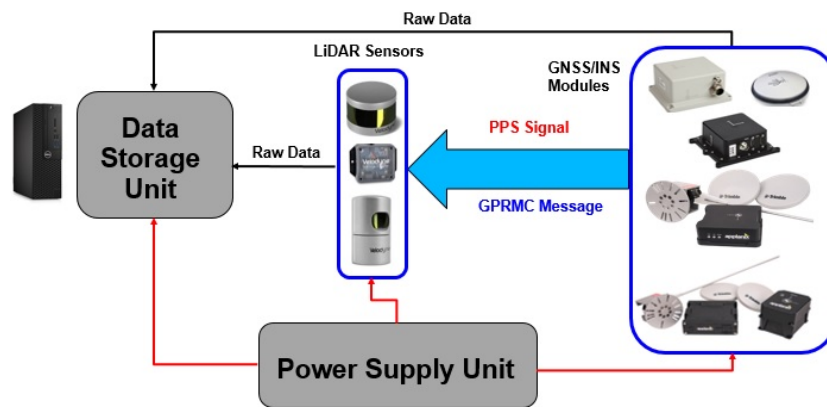 Raw Data
LiDAR Sensors
GNSS/INS
Modules
Data
Storage
Unit
Raw Data
PPS Signal
GPRMC Message
Power Supply Unit